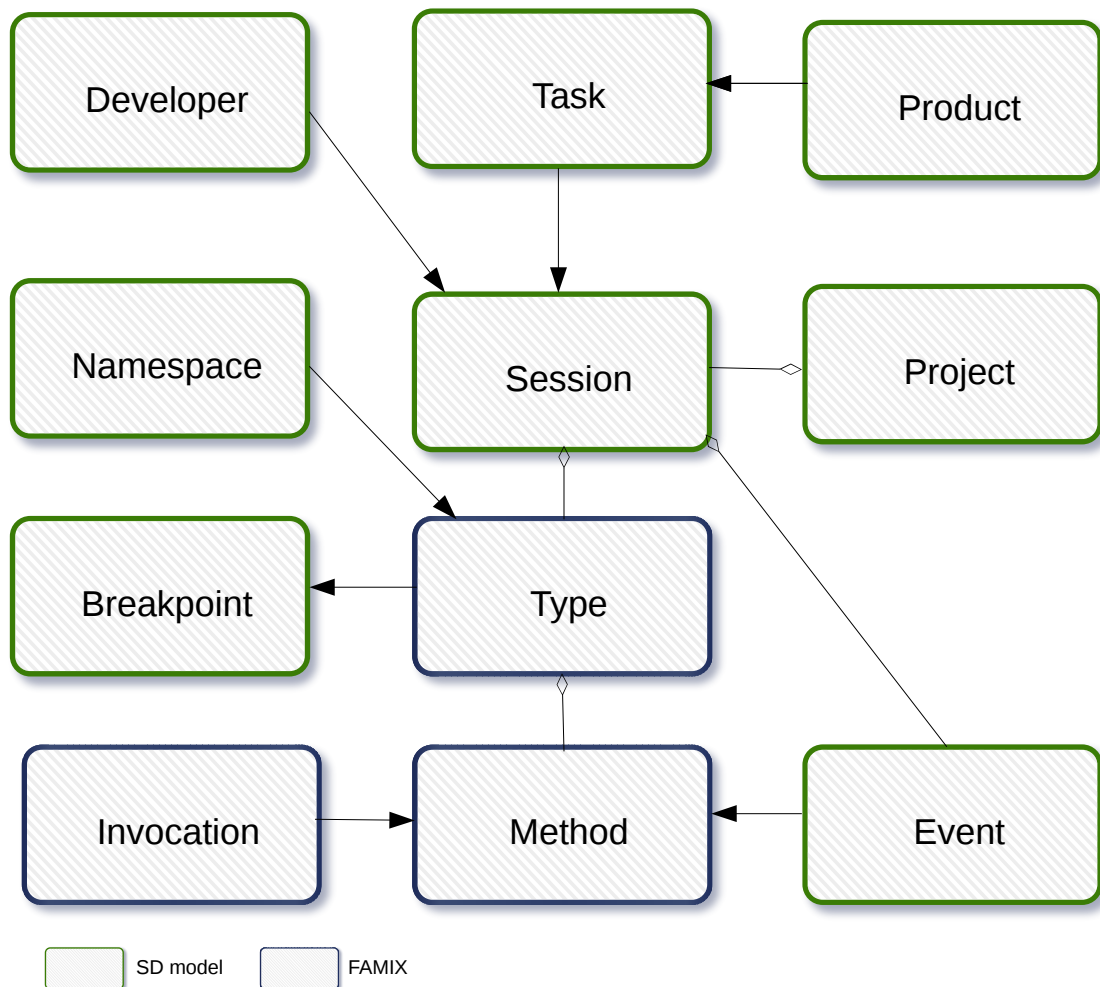 Developer
Task
Product
Namespace
Session
Project
Breakpoint
Type
Invocation
Method
Event
SD model
FAMIX